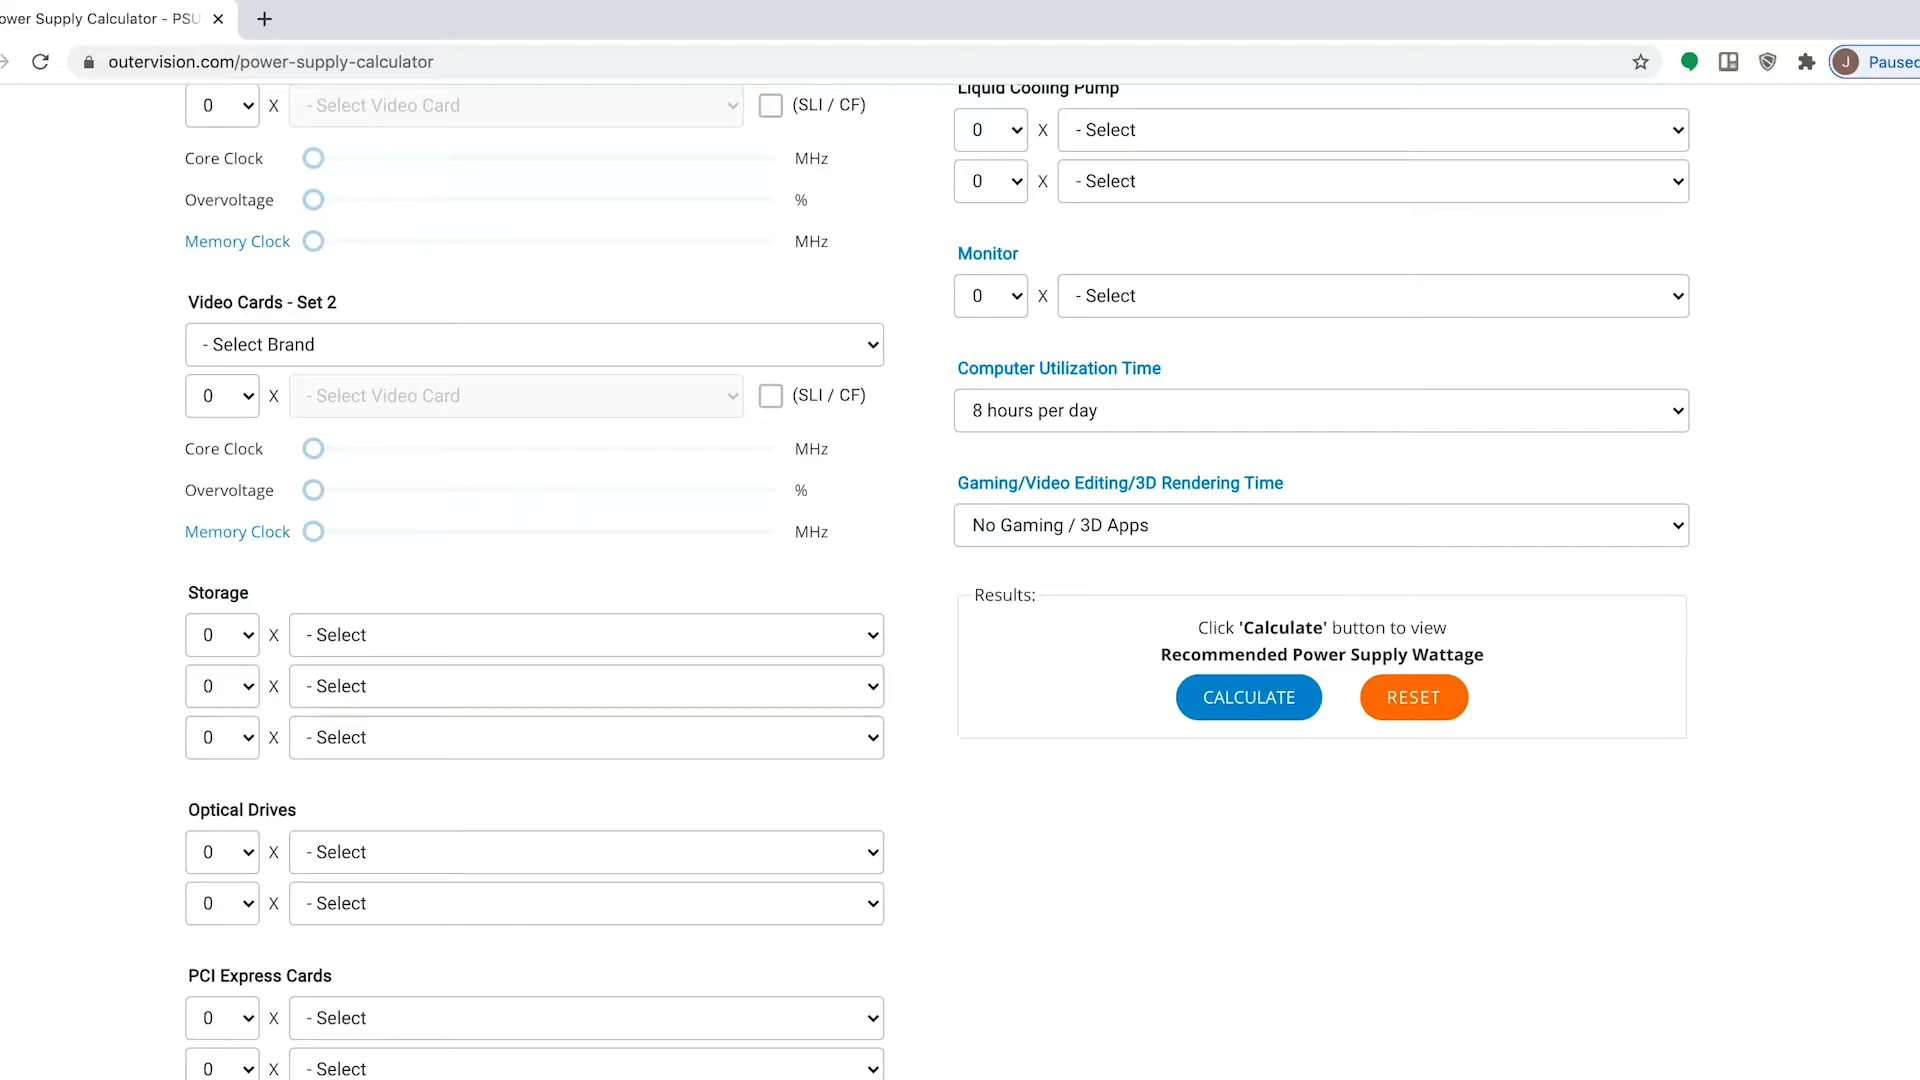 ower Supply Calculator - PSU
outervision.com/power-supply-calculator
J Paused
0 X - Select Video Card (SLI / CF)
Core Clock MHz
Overvoltage %
Memory Clock MHz
Video Cards - Set 2
- Select Brand
0 X - Select Video Card (SLI / CF)
Core Clock MHz
Overvoltage %
Memory Clock MHz
Storage
0 X - Select
0 X - Select
0 X - Select
Optical Drives
0 X - Select
0 X - Select
PCI Express Cards
0 X - Select
0 X - Select
Liquid Cooling Pump
0 X - Select
0 X - Select
Monitor
0 X - Select
Computer Utilization Time
8 hours per day
Gaming/Video Editing/3D Rendering Time
No Gaming / 3D Apps
Results:
Click 'Calculate' button to view
Recommended Power Supply Wattage
CALCULATE RESET